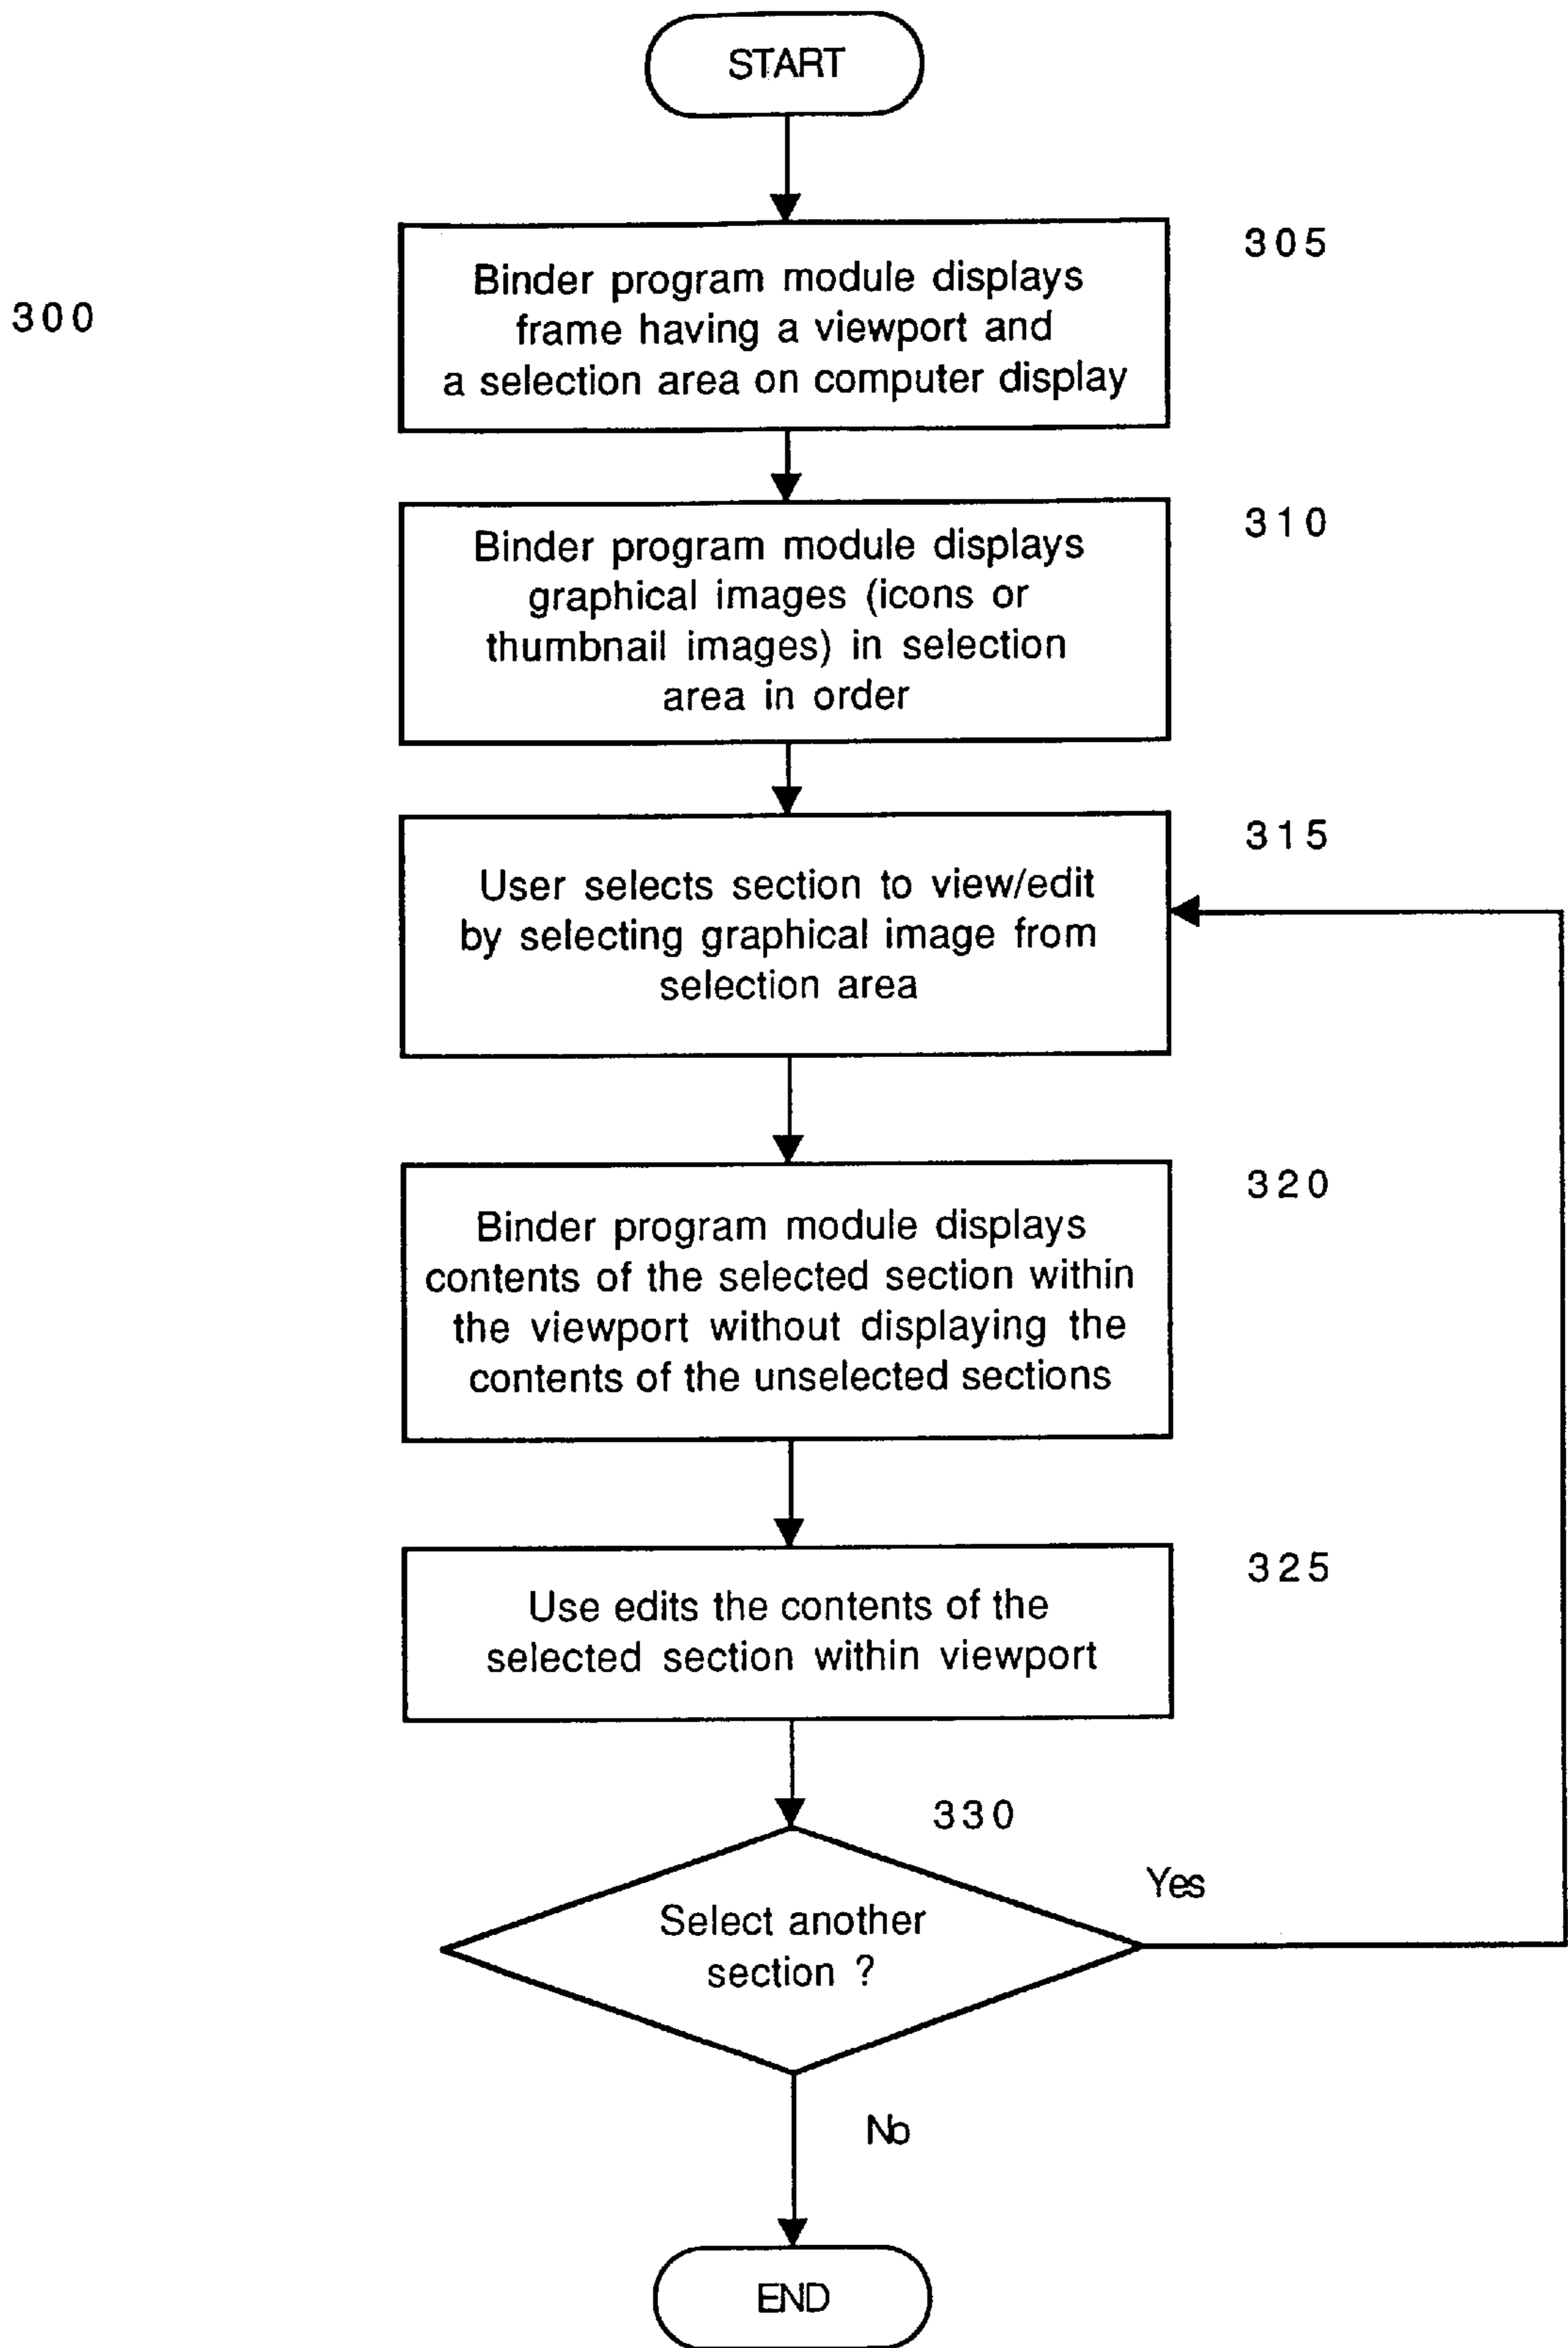 START
305
300
Binder program module displays
frame having a viewport and
a selection area on computer display
310
Binder program module displays
graphical images (icons or
thumbnail images) in selection
area in order
315
User selects section to view/edit
by selecting graphical image from
selection area
320
Binder program module displays
contents of the selected section within
the viewport without displaying the
contents of the unselected sections
325
Use edits the contents of the
selected section within viewport
330
Yes
Select another
section ?
No
END